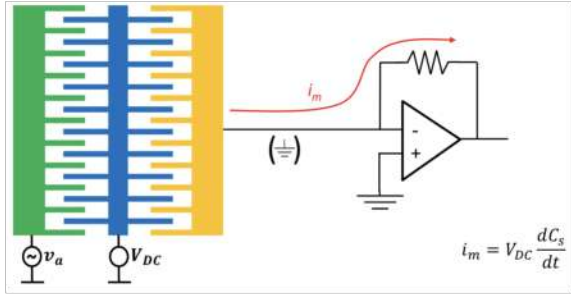 i_m
-
+
~ v_a
V_DC
i_m = V_DC dC_s/dt